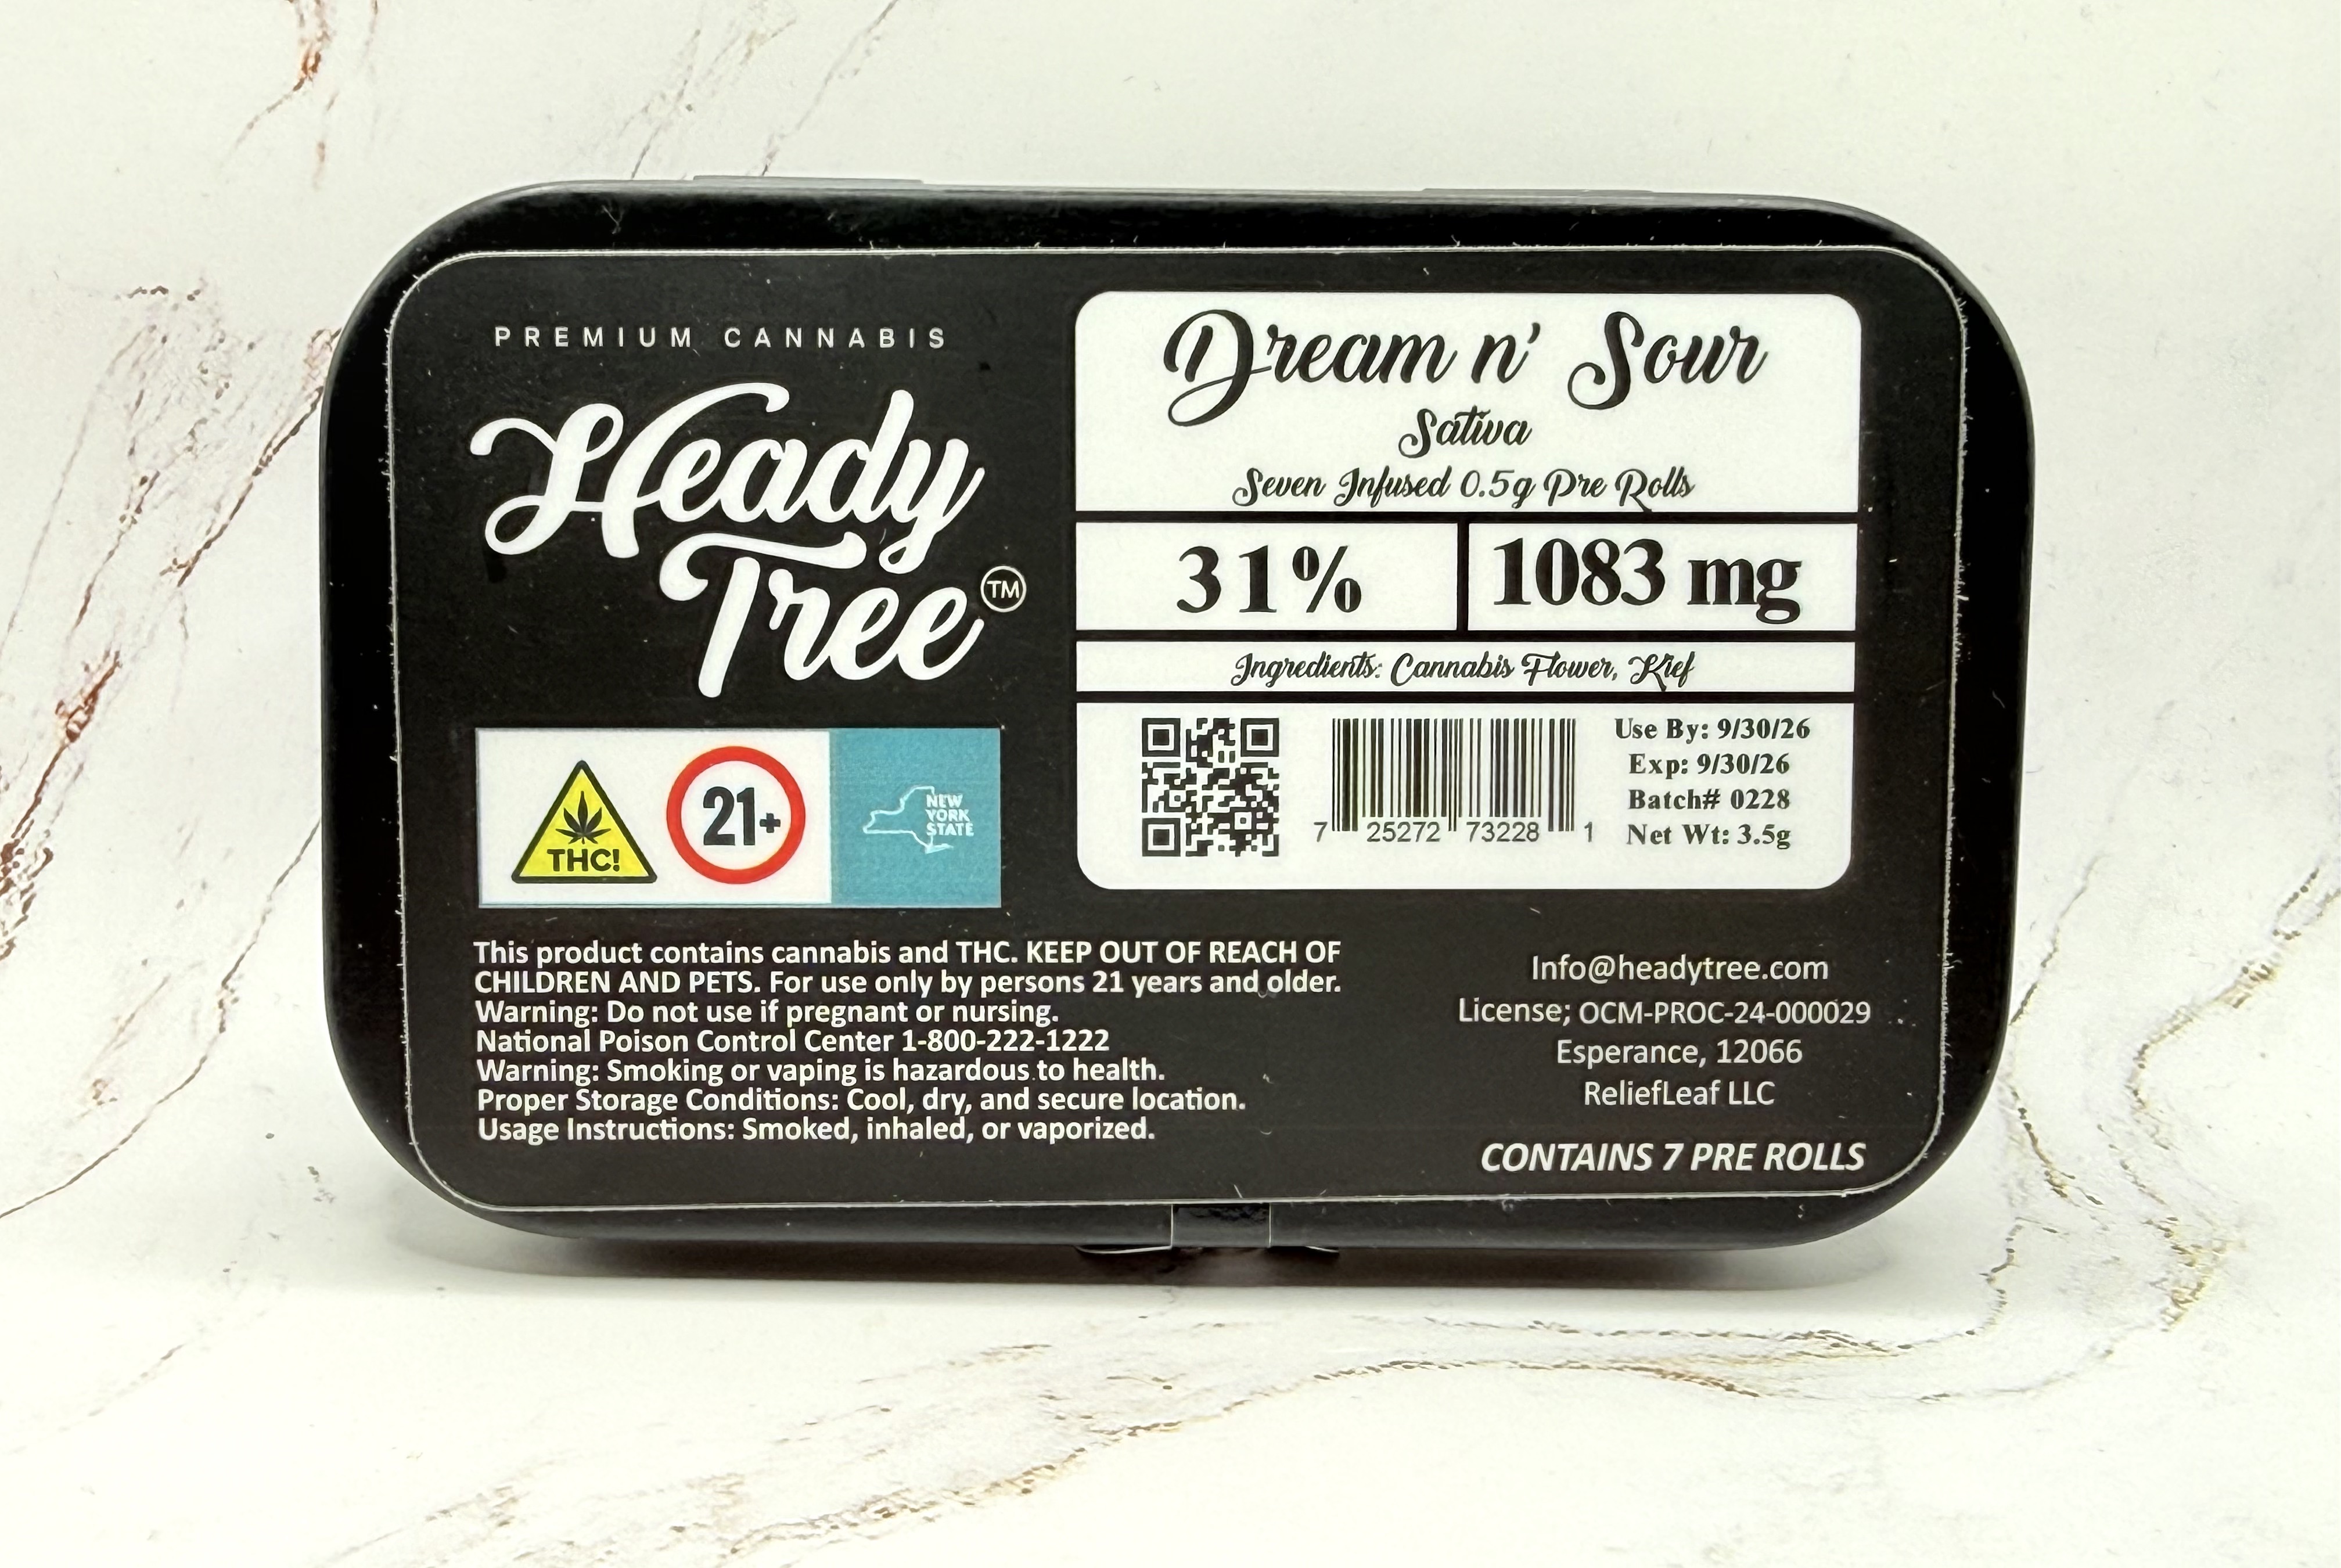 PREMIUM CANNABIS
Heady
Tree
TM
THC!
21+
NEW
YORK
STATE
Dream n' Sour
Sativa
Seven Infused 0.5g Pre Rolls
31%
1083 mg
Ingredients: Cannabis Flower, Kief
7 25272 73228 1
Use By: 9/30/26
Exp: 9/30/26
Batch# 0228
Net Wt: 3.5g
This product contains cannabis and THC. KEEP OUT OF REACH OF
CHILDREN AND PETS. For use only by persons 21 years and older.
Warning: Do not use if pregnant or nursing.
National Poison Control Center 1-800-222-1222
Warning: Smoking or vaping is hazardous to health.
Proper Storage Conditions: Cool, dry, and secure location.
Usage Instructions: Smoked, inhaled, or vaporized.
Info@headytree.com
License; OCM-PROC-24-000029
Esperance, 12066
ReliefLeaf LLC
CONTAINS 7 PRE ROLLS